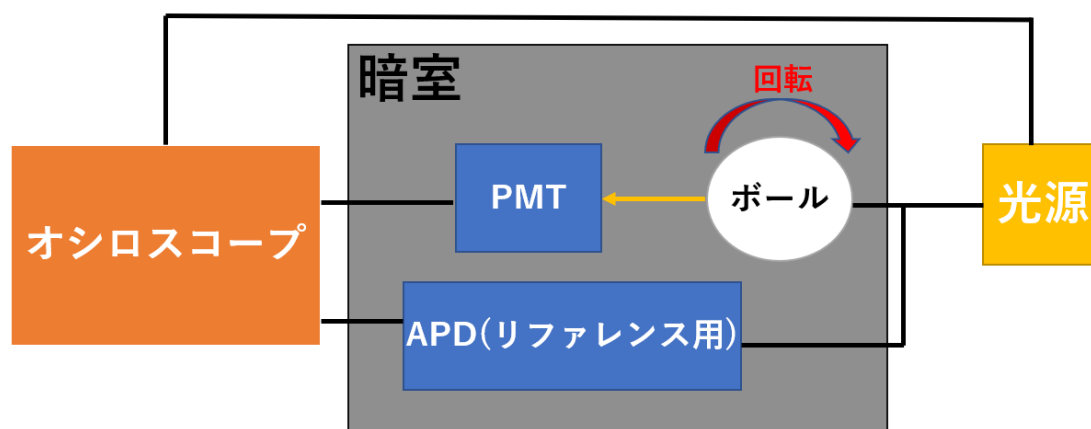 暗室
回転
オシロスコープ
PMT
ボール
光源
APD(リファレンス用)